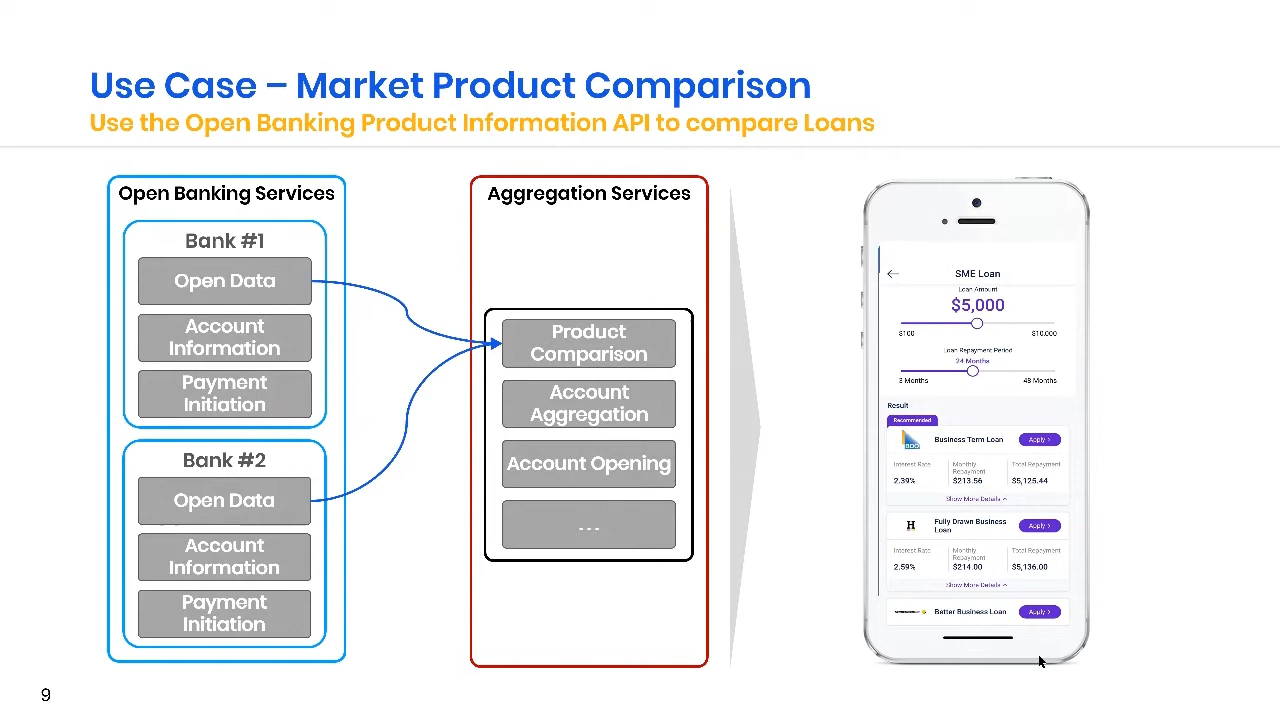 Use Case – Market Product Comparison
Use the Open Banking Product Information API to compare Loans
Open Banking Services
Bank #1
Open Data
Account
Information
Payment
Initiation
Bank #2
Open Data
Account
Information
Payment
Initiation
Aggregation Services
Product
Comparison
Account
Aggregation
Account Opening
...
SME Loan
Loan Amount
$5,000
$100 $10,000
Loan Repayment Period
24 Months
3 Months 48 Months
Result
Recommended
BDO
Business Term Loan
Apply >
Interest Rate Monthly Repayment Total Repayment
2.39% $213.56 $5,125.44
Show More Details ^
H
Fully Drawn Business
Loan
Apply >
Interest Rate Monthly Repayment Total Repayment
2.59% $214.00 $5,136.00
Show More Details ^
Better Business Loan
Apply >
9